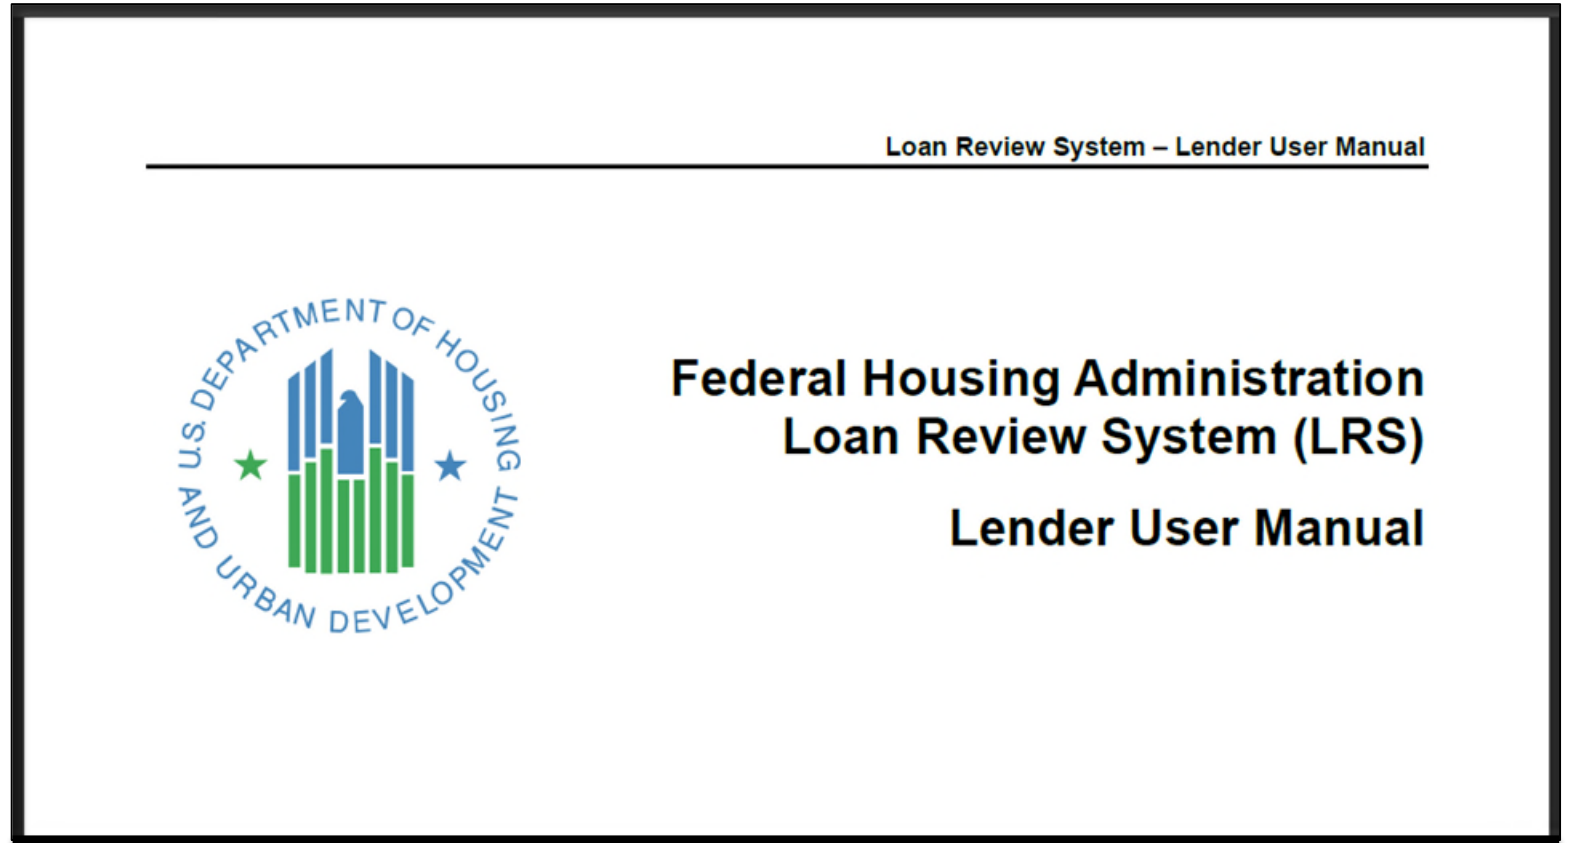 Loan Review System – Lender User Manual
U.S. DEPARTMENT OF HOUSING
AND URBAN DEVELOPMENT
Federal Housing Administration
Loan Review System (LRS)
Lender User Manual